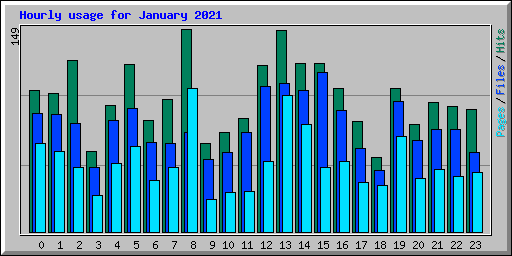 Hourly usage for January 2021
149
Pages/Files/Hits
0 1 2 3 4 5 6 7 8 9 10 11 12 13 14 15 16 17 18 19 20 21 22 23